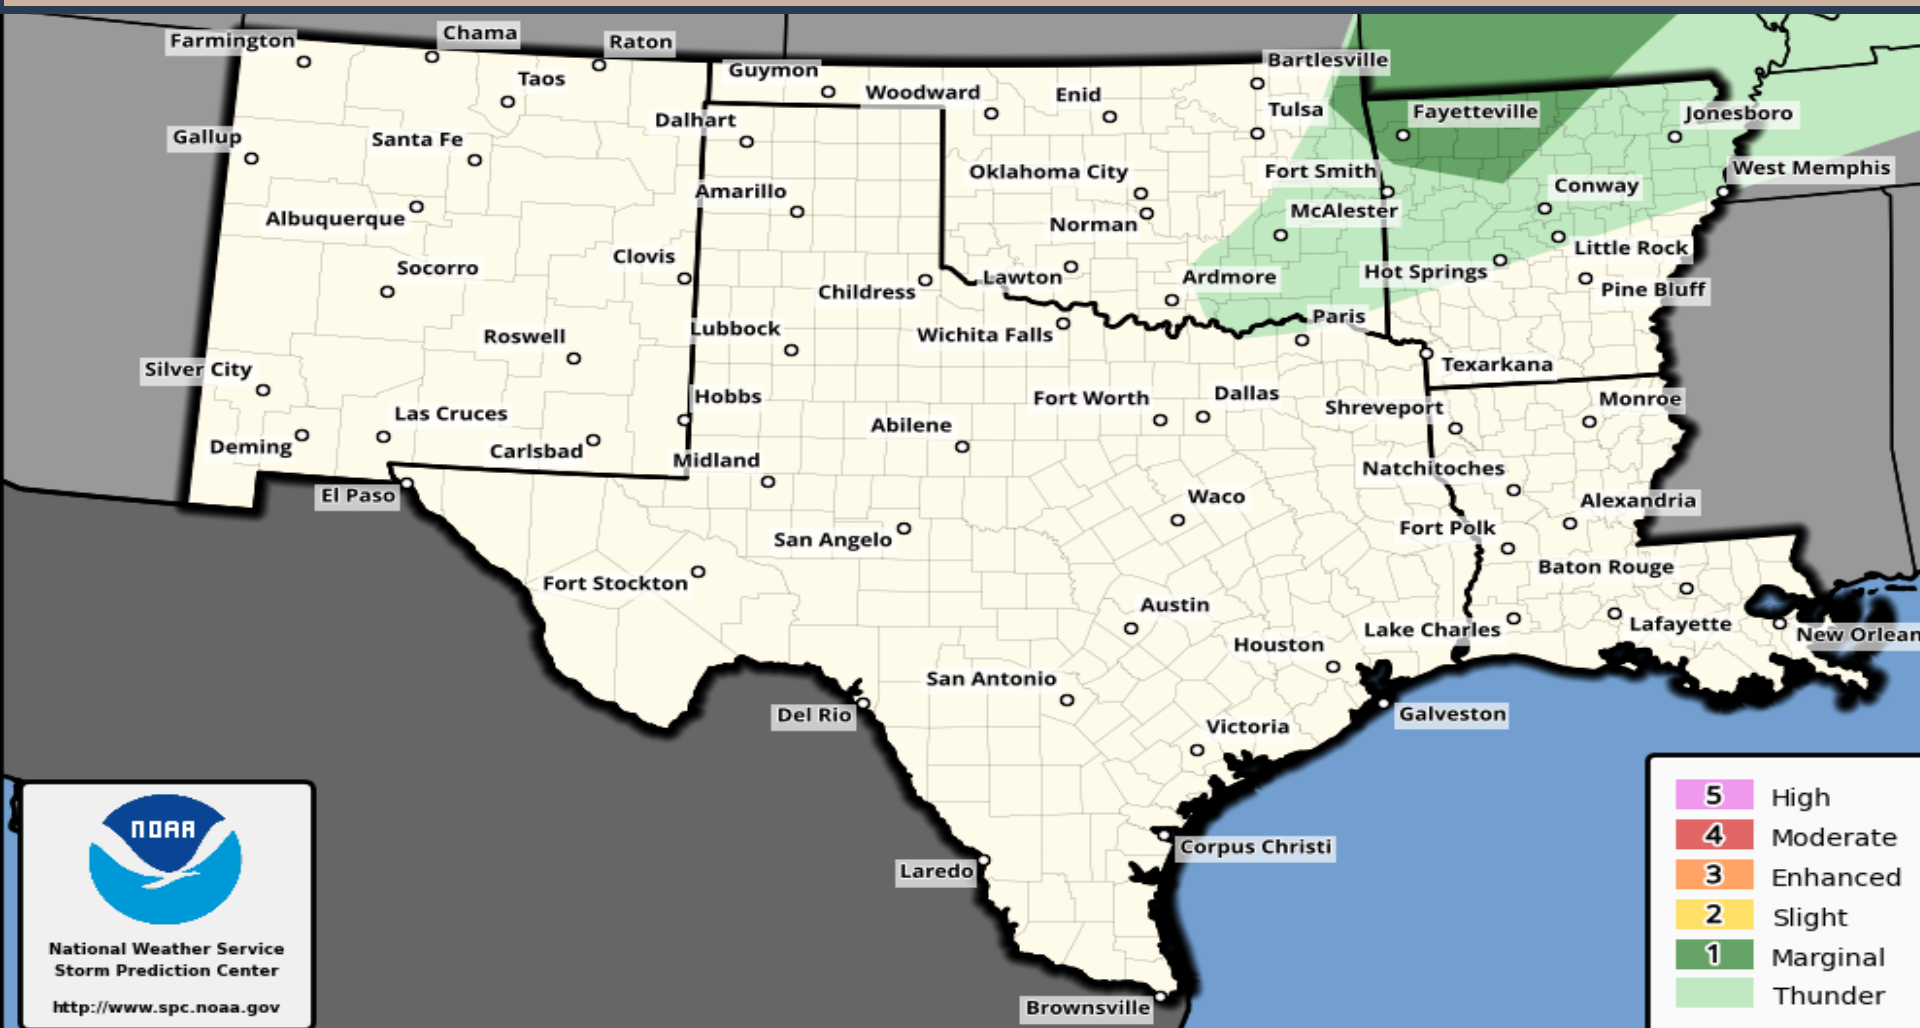 Farmington
Chama
Raton
Taos
Guymon
Woodward
Enid
Bartlesville
Tulsa
Fayetteville
Jonesboro
Dalhart
Gallup
Santa Fe
Oklahoma City
Fort Smith
West Memphis
Conway
Amarillo
Albuquerque
Norman
McAlester
Little Rock
Clovis
Socorro
Childress
Lawton
Ardmore
Hot Springs
Pine Bluff
Lubbock
Roswell
Wichita Falls
Paris
Texarkana
Silver City
Hobbs
Fort Worth
Dallas
Shreveport
Monroe
Las Cruces
Abilene
Deming
Carlsbad
Midland
Natchitoches
El Paso
Waco
Alexandria
San Angelo
Fort Polk
Fort Stockton
Baton Rouge
Austin
Lake Charles
Lafayette
New Orlean
Houston
San Antonio
Del Rio
Galveston
Victoria
Corpus Christi
Laredo
Brownsville
NOAA
National Weather Service
Storm Prediction Center
http://www.spc.noaa.gov
5 High
4 Moderate
3 Enhanced
2 Slight
1 Marginal
Thunder